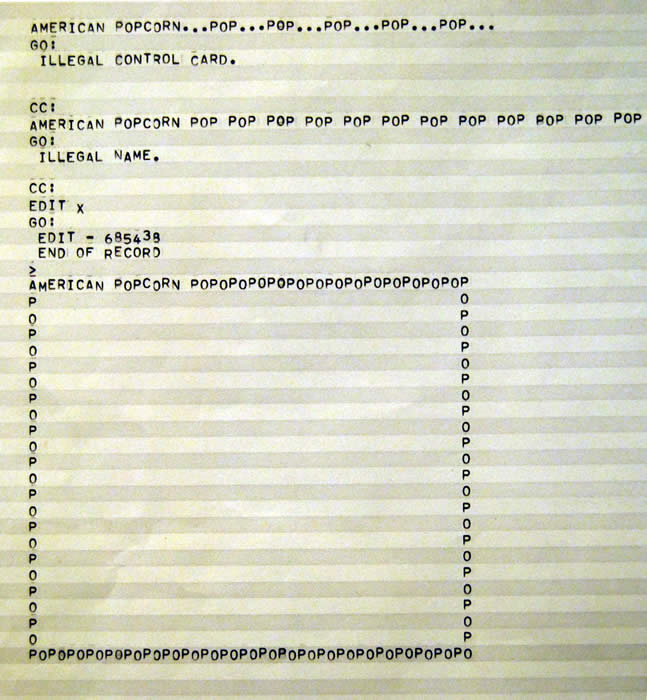 AMERICAN POPCORN...POP...POP...POP...POP...POP...
GO:
ILLEGAL CONTROL CARD.
CC:
AMERICAN POPCORN POP POP POP POP POP POP POP POP POP POP POP POP
GO:
ILLEGAL NAME.
CC:
EDIT X
GO:
EDIT - 685438
END OF RECORD
≥
AMERICAN POPCORN POPOPOPOPOPOPOPOPOPOPOPOPOPOP
P O
O P
P O
O P
P O
O P
P O
O P
P O
O P
P O
O P
P O
O P
P O
O P
P O
O P
P O
O P
P O
O P
POPOPOPOPOPOPOPOPOPOPOPOPOPOPOPOPOPOPOPOPOPOPO